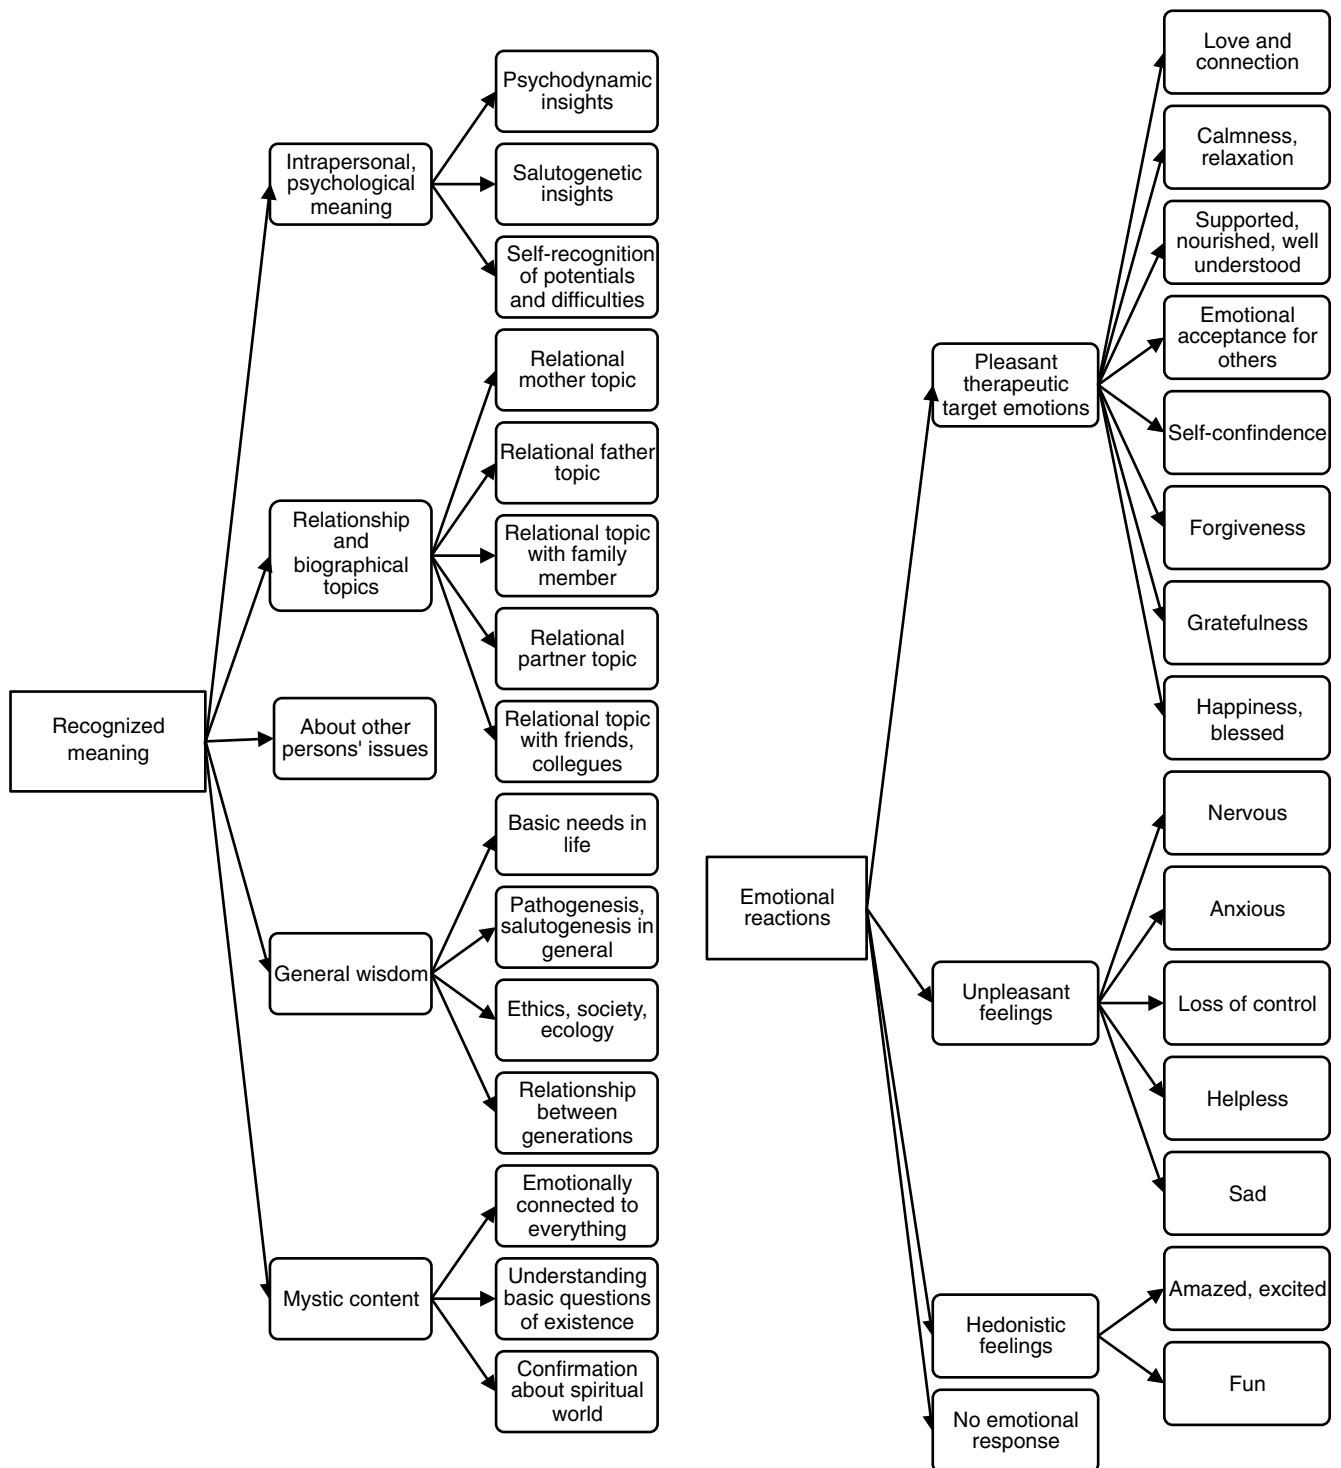 Recognized
meaning
Intrapersonal,
psychological
meaning
Psychodynamic
insights
Salutogenetic
insights
Self-recognition
of potentials
and difficulties
Relationship
and
biographical
topics
Relational
mother topic
Relational father
topic
Relational topic
with family
member
Relational
partner topic
Relational topic
with friends,
collegues
About other
persons' issues
General wisdom
Basic needs in
life
Pathogenesis,
salutogenesis in
general
Ethics, society,
ecology
Relationship
between
generations
Mystic content
Emotionally
connected to
everything
Understanding
basic questions
of existence
Confirmation
about spiritual
world
Emotional
reactions
Pleasant
therapeutic
target emotions
Love and
connection
Calmness,
relaxation
Supported,
nourished, well
understood
Emotional
acceptance for
others
Self-confindence
Forgiveness
Gratefulness
Happiness,
blessed
Unpleasant
feelings
Nervous
Anxious
Loss of control
Helpless
Sad
Hedonistic
feelings
Amazed, excited
Fun
No emotional
response